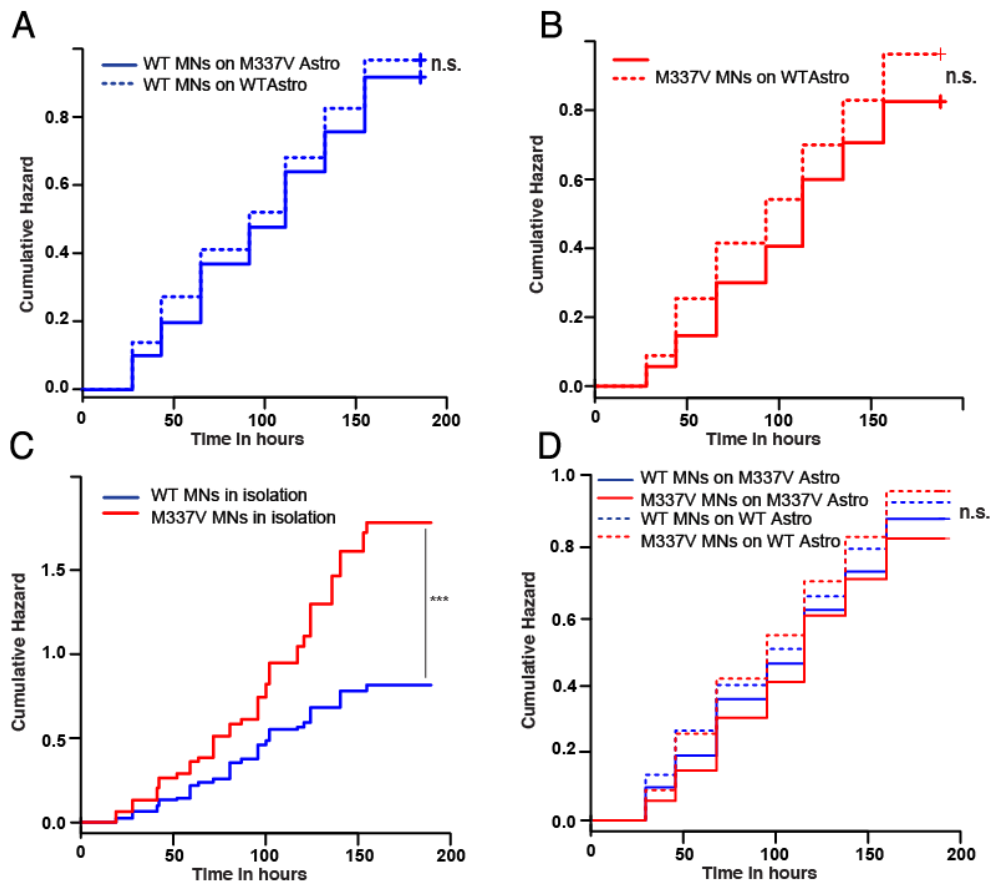 A
WT MNs on M337V Astro
WT MNs on WTAstro
n.s.
Cumulative Hazard
0.8
0.6
0.4
0.2
0.0
0
50
100
150
200
Time in hours
B
M337V MNs on WTAstro
n.s.
Cumulative Hazard
0.8
0.6
0.4
0.2
0.0
0
50
100
150
Time in hours
C
WT MNs in isolation
M337V MNs in isolation
***
Cumulative Hazard
1.5
1.0
0.5
0.0
0
50
100
150
200
Time in hours
D
WT MNs on M337V Astro
M337V MNs on M337V Astro
WT MNs on WT Astro
M337V MNs on WT Astro
n.s.
Cumulative Hazard
1.0
0.8
0.6
0.4
0.2
0.0
0
50
100
150
200
Time in hours